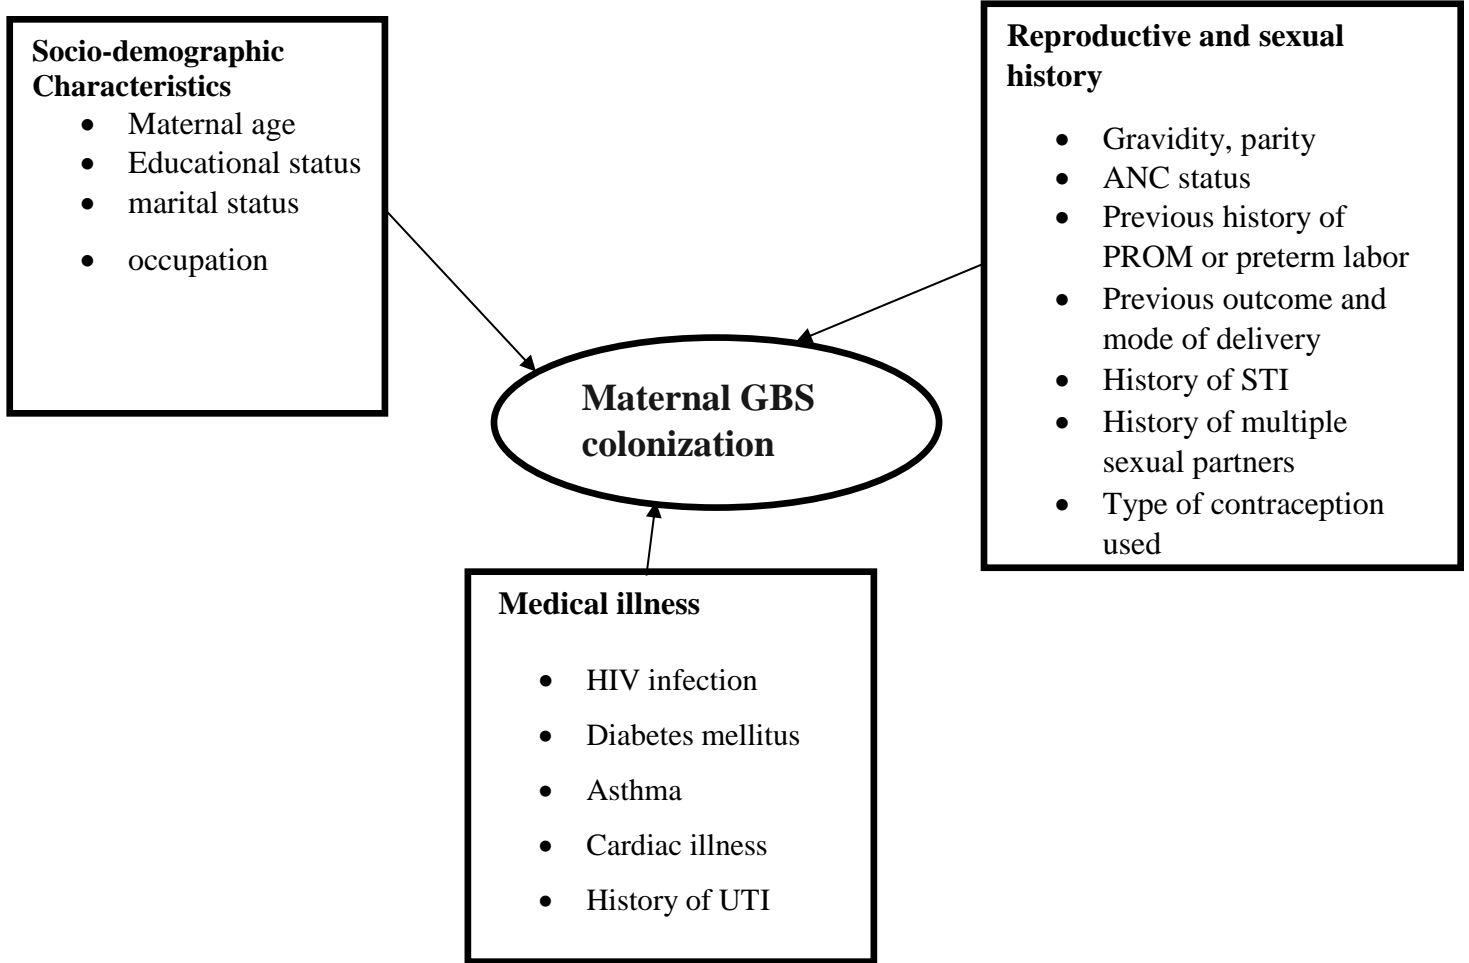 Socio-demographic
Characteristics
• Maternal age
• Educational status
• marital status
• occupation
Reproductive and sexual
history
• Gravidity, parity
• ANC status
• Previous history of
PROM or preterm labor
• Previous outcome and
mode of delivery
• History of STI
• History of multiple
sexual partners
• Type of contraception
used
Maternal GBS
colonization
Medical illness
• HIV infection
• Diabetes mellitus
• Asthma
• Cardiac illness
• History of UTI